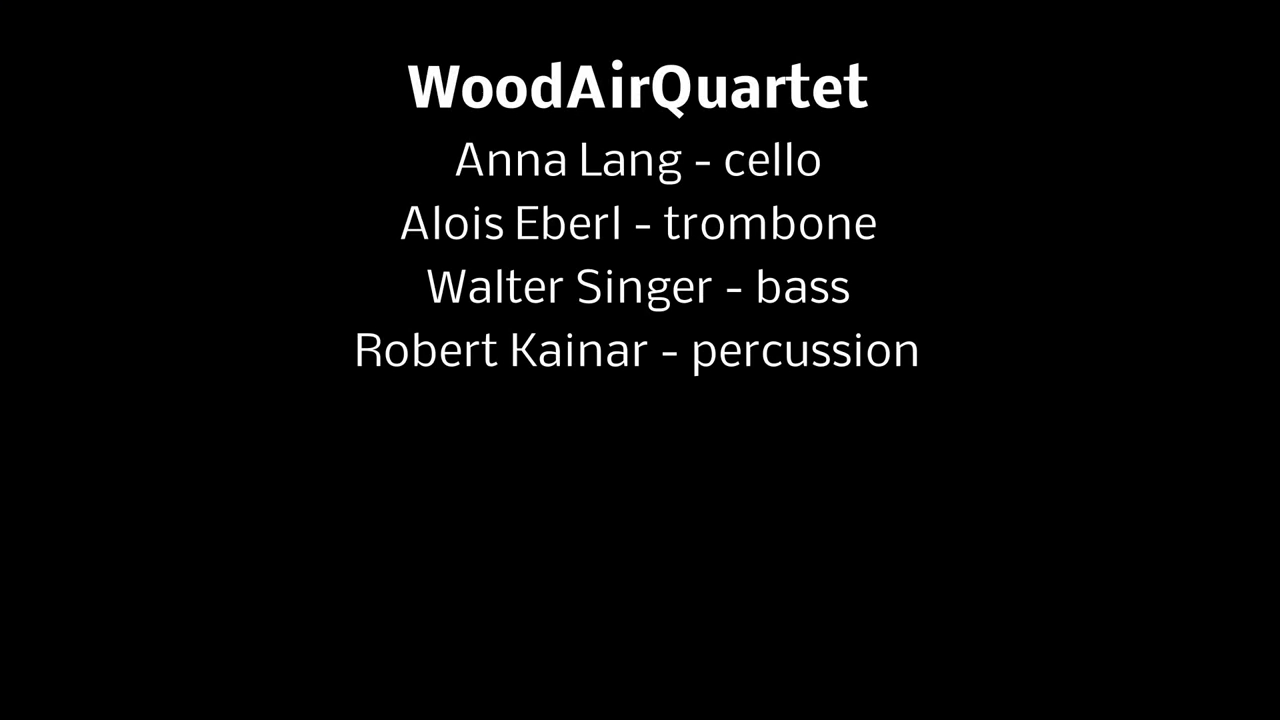 WoodAirQuartet
Anna Lang - cello
Alois Eberl - trombone
Walter Singer - bass
Robert Kainar - percussion